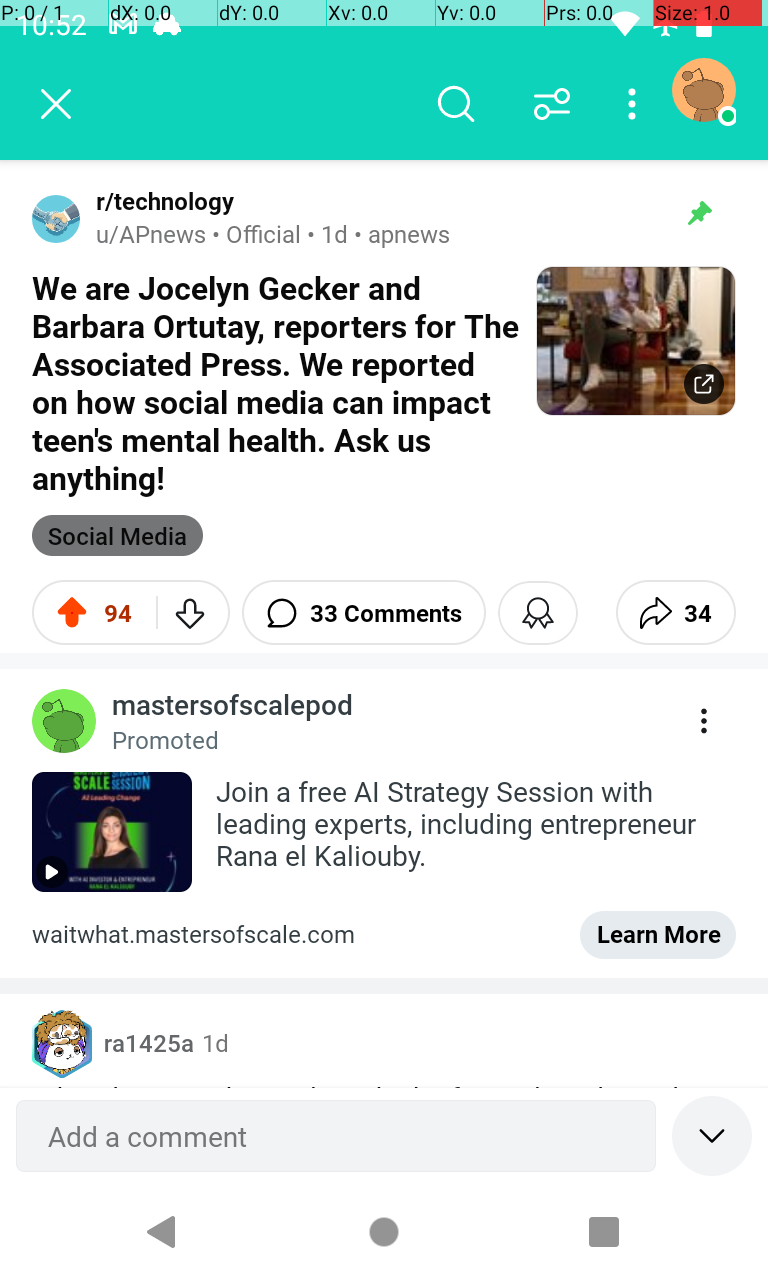 P: 0 / 1 dX: 0.0 dY: 0.0 Xv: 0.0 Yv: 0.0 Prs: 0.0 Size: 1.0
10:52
r/technology
u/APnews • Official • 1d • apnews
We are Jocelyn Gecker and
Barbara Ortutay, reporters for The
Associated Press. We reported
on how social media can impact
teen's mental health. Ask us
anything!
Social Media
94
33 Comments
34
mastersofscalepod
Promoted
SCALE SESSION
AI Leading Change
WITH AI INVESTOR & ENTREPRENEUR
RANA EL KALIOUBY
Join a free AI Strategy Session with
leading experts, including entrepreneur
Rana el Kaliouby.
waitwhat.mastersofscale.com
Learn More
ra1425a 1d
Add a comment